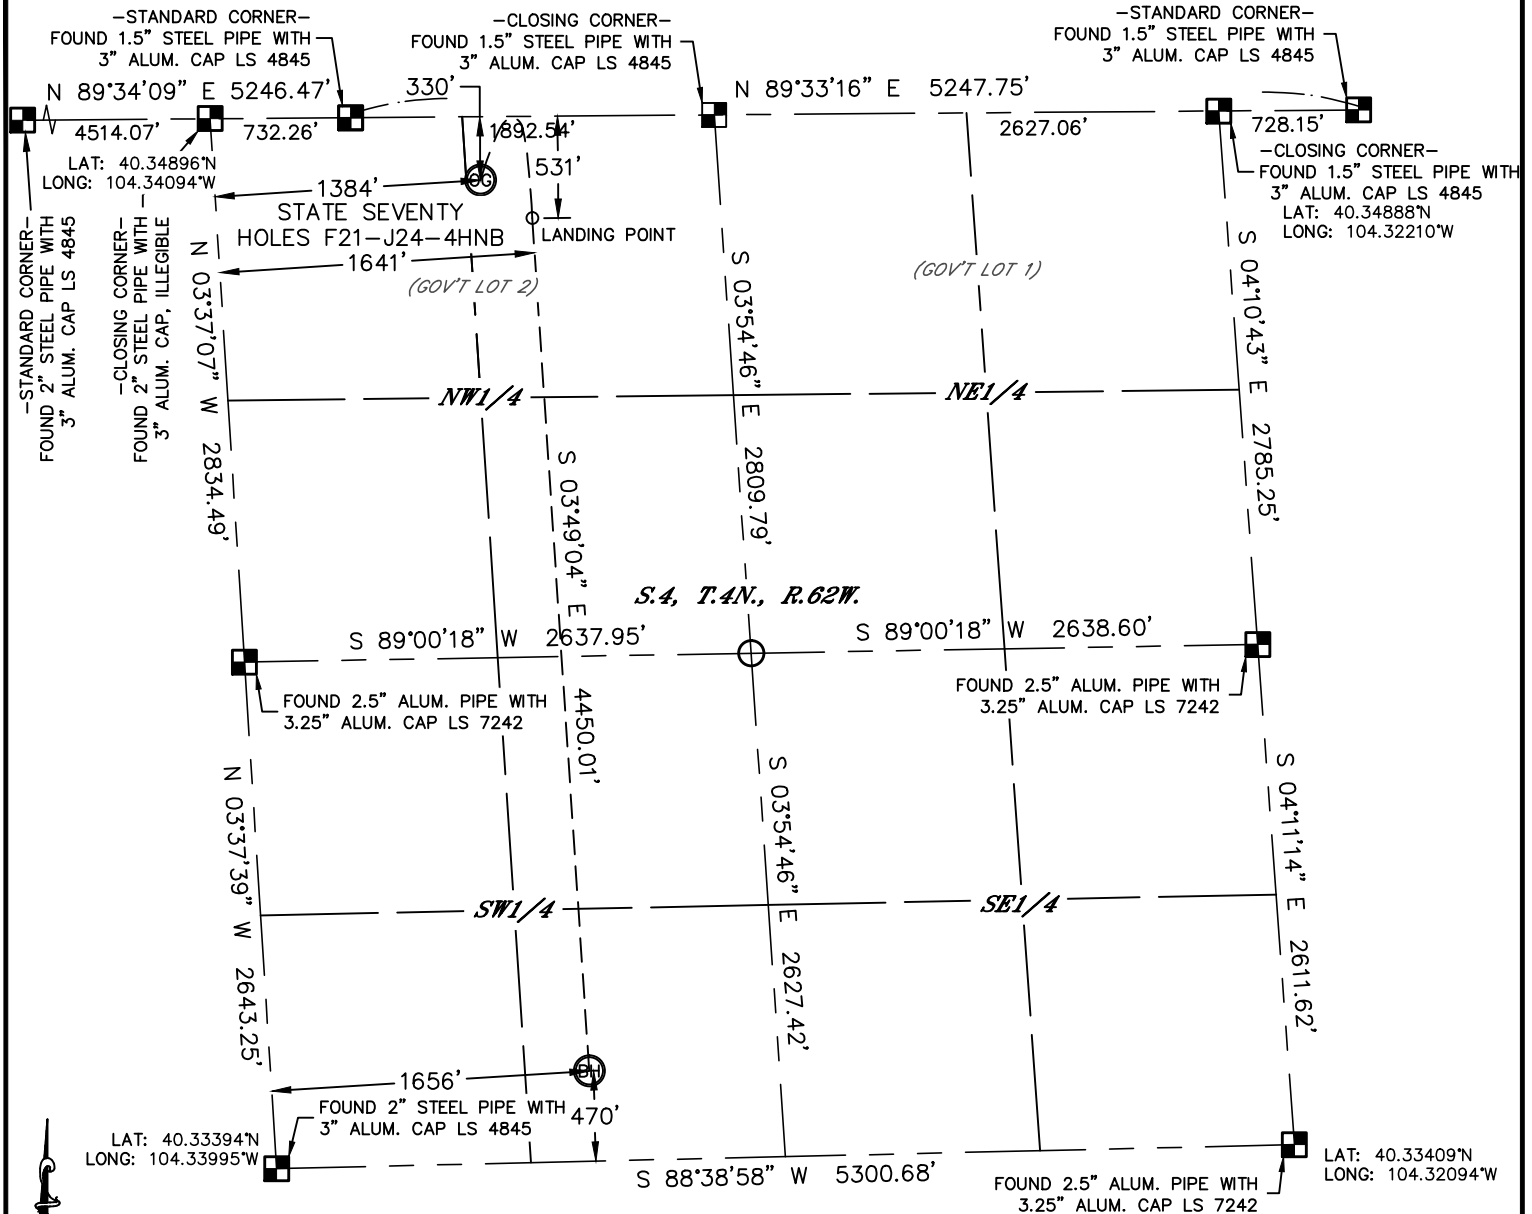 -STANDARD CORNER-
FOUND 1.5" STEEL PIPE WITH
3" ALUM. CAP LS 4845
-CLOSING CORNER-
FOUND 1.5" STEEL PIPE WITH
3" ALUM. CAP LS 4845
-STANDARD CORNER-
FOUND 1.5" STEEL PIPE WITH
3" ALUM. CAP LS 4845
N 89°34'09" E 5246.47'
330'
N 89°33'16" E 5247.75'
4514.07'
732.26'
1892.54'
2627.06'
728.15'
LAT: 40.34896°N
LONG: 104.34094°W
531'
-CLOSING CORNER-
FOUND 1.5" STEEL PIPE WITH
3" ALUM. CAP LS 4845
LAT: 40.34888°N
LONG: 104.32210°W
OG
1384'
STATE SEVENTY
HOLES F21-J24-4HNB
LANDING POINT
1641'
(GOV'T LOT 2)
(GOV'T LOT 1)
-STANDARD CORNER-
FOUND 2" STEEL PIPE WITH
3" ALUM. CAP LS 4845
-CLOSING CORNER-
FOUND 2" STEEL PIPE WITH
3" ALUM. CAP, ILLEGIBLE
N 03°37'07" W 2834.49'
S 03°54'46" E 2809.79'
S 04°10'43" E 2785.25'
NW1/4
NE1/4
S 03°49'04" E 4450.01'
S.4, T.4N., R.62W.
S 89°00'18" W 2637.95'
S 89°00'18" W 2638.60'
FOUND 2.5" ALUM. PIPE WITH
3.25" ALUM. CAP LS 7242
FOUND 2.5" ALUM. PIPE WITH
3.25" ALUM. CAP LS 7242
N 03°37'39" W 2643.25'
S 03°54'46" E 2627.42'
S 04°11'14" E 2611.62'
SW1/4
SE1/4
BH
1656'
470'
FOUND 2" STEEL PIPE WITH
3" ALUM. CAP LS 4845
LAT: 40.33394°N
LONG: 104.33995°W
S 88°38'58" W 5300.68'
FOUND 2.5" ALUM. PIPE WITH
3.25" ALUM. CAP LS 7242
LAT: 40.33409°N
LONG: 104.32094°W